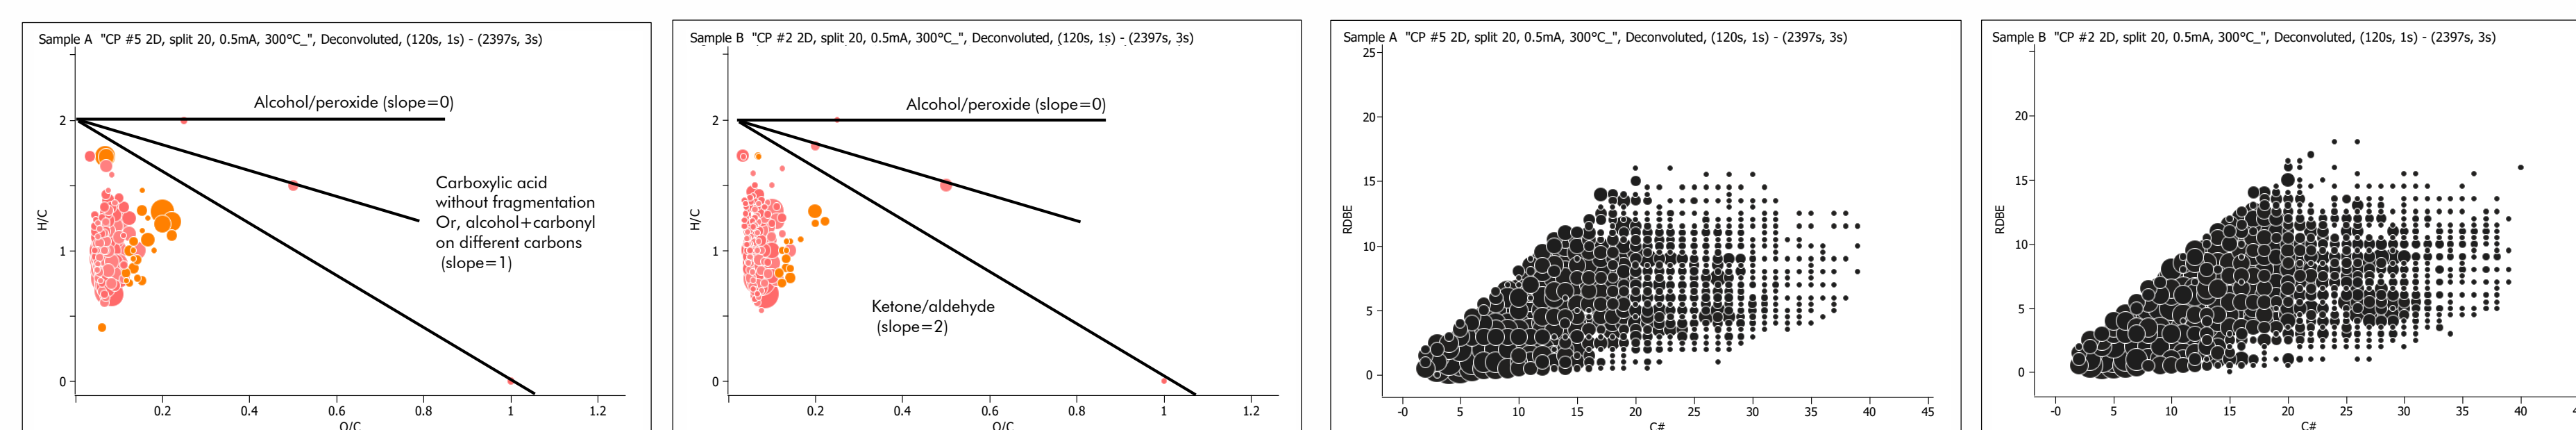 Sample A "CP #5 2D, split 20, 0.5mA, 300°C_", Deconvoluted, (120s, 1s) - (2397s, 3s)
Alcohol/peroxide (slope=0)
2
Carboxylic acid
without fragmentation
Or, alcohol+carbonyl
on different carbons
(slope=1)
H/C
1
0
0.2 0.4 0.6 0.8 1 1.2
O/C
Sample B "CP #2 2D, split 20, 0.5mA, 300°C_", Deconvoluted, (120s, 1s) - (2397s, 3s)
Alcohol/peroxide (slope=0)
2
H/C
1
Ketone/aldehyde
(slope=2)
0
0.2 0.4 0.6 0.8 1 1.2
O/C
Sample A "CP #5 2D, split 20, 0.5mA, 300°C_", Deconvoluted, (120s, 1s) - (2397s, 3s)
25
20
15
RDBE
10
5
0
-0 5 10 15 20 25 30 35 40 45
C#
Sample B "CP #2 2D, split 20, 0.5mA, 300°C_", Deconvoluted, (120s, 1s) - (2397s, 3s)
20
15
RDBE
10
5
0
-0 5 10 15 20 25 30 35 40
C#